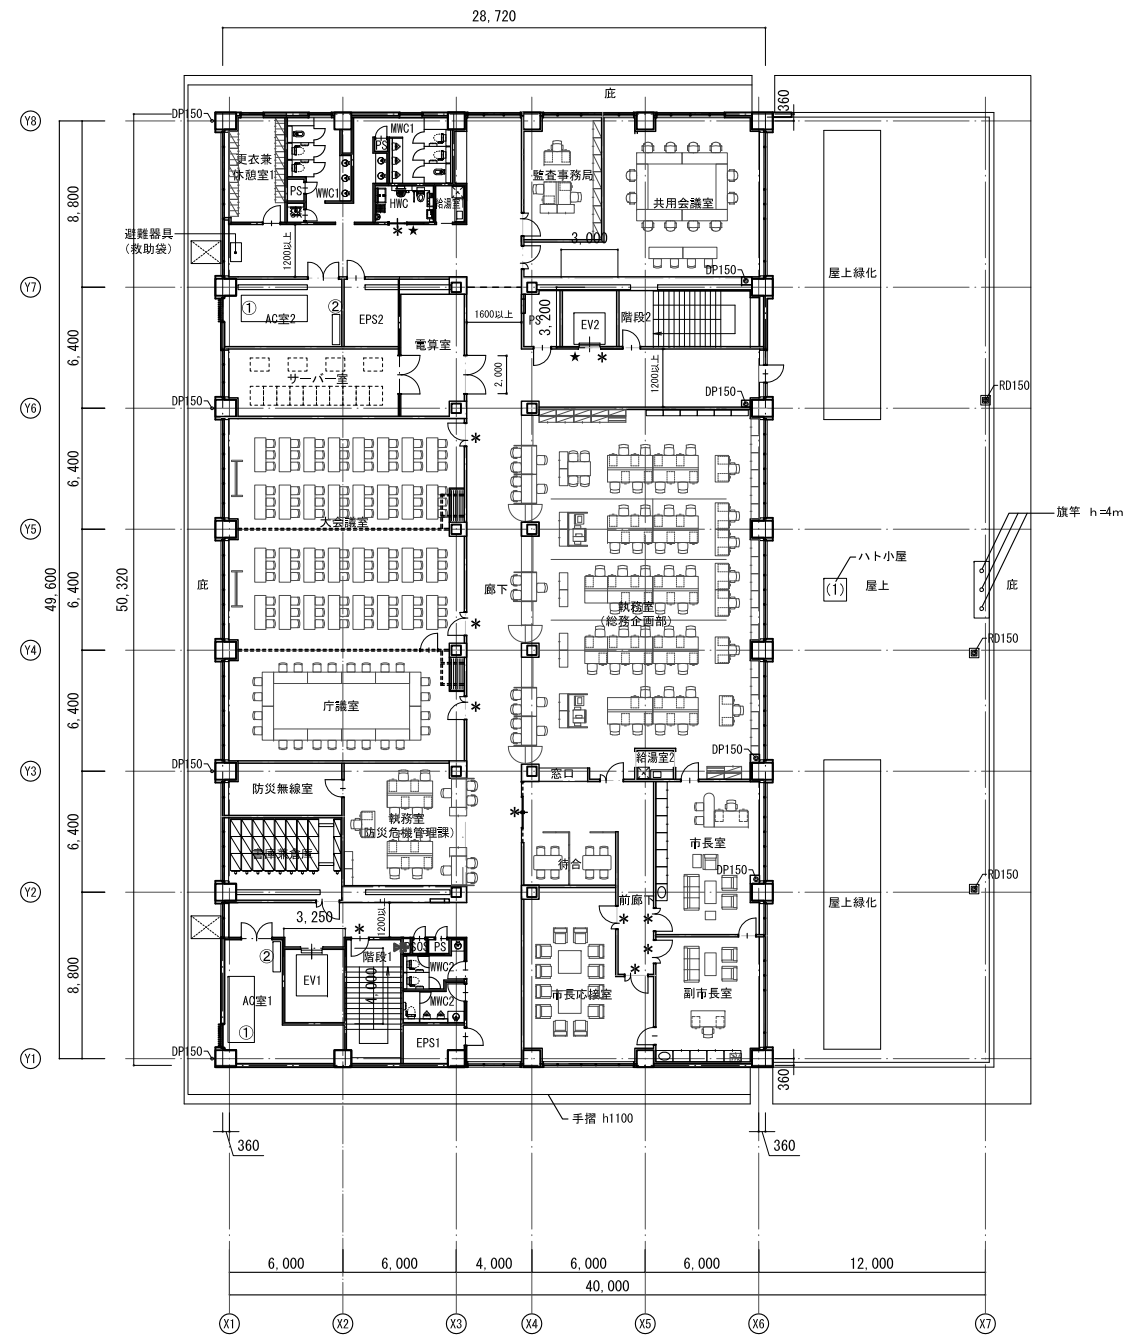 28,720
庇
360
DP150
Y8
更衣兼
休憩室1
PS
MWC1
PS
WWC1
HWC
給湯室1
監査事務局
共用会議室
8,800
避難器具
(救助袋)
1200以上
3,000
DP150
屋上緑化
Y7
①
②
AC室2
EPS2
電算室
1600以上
PS
3,200
EV2
階段2
6,400
サーバー室
2,000
1200以上
DP150
DP150
RD150
Y6
6,400
大会議室
Y5
旗竿 h=4m
ハト小屋
(1)
屋上
庇
49,600
50,320
6,400
庇
廊下
執務室
(総務企画部)
Y4
RD150
6,400
庁議室
DP150
DP150
給湯室2
窓口
Y3
防災無線室
執務室
(防災危機管理課)
6,400
書庫兼倉庫
待合
市長室
DP150
RD150
Y2
前廊下
屋上緑化
3,250
1200以上
②
階段1
PS
WWC2
EV1
4,000
8,800
AC室1
①
MWC2
EPS1
市長応接室
副市長室
DP150
Y1
360
手摺 h1100
360
360
6,000
6,000
4,000
6,000
6,000
12,000
40,000
X1
X2
X3
X4
X5
X6
X7